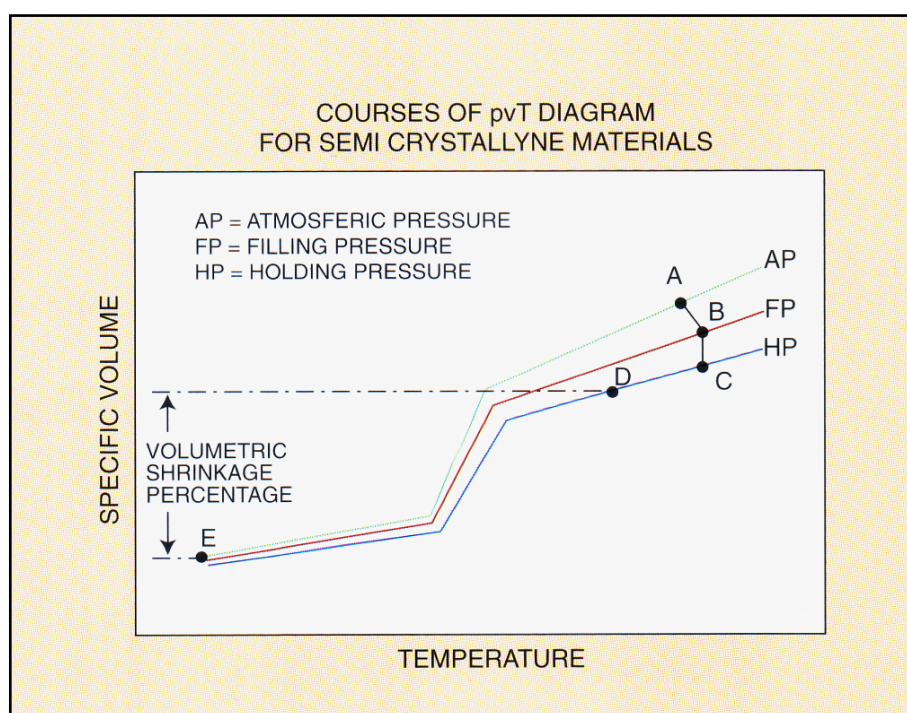 COURSES OF pvT DIAGRAM
FOR SEMI CRYSTALLYNE MATERIALS
AP = ATMOSFERIC PRESSURE
FP = FILLING PRESSURE
HP = HOLDING PRESSURE
AP
A
B
FP
HP
C
D
VOLUMETRIC
SHRINKAGE
PERCENTAGE
E
SPECIFIC VOLUME
TEMPERATURE